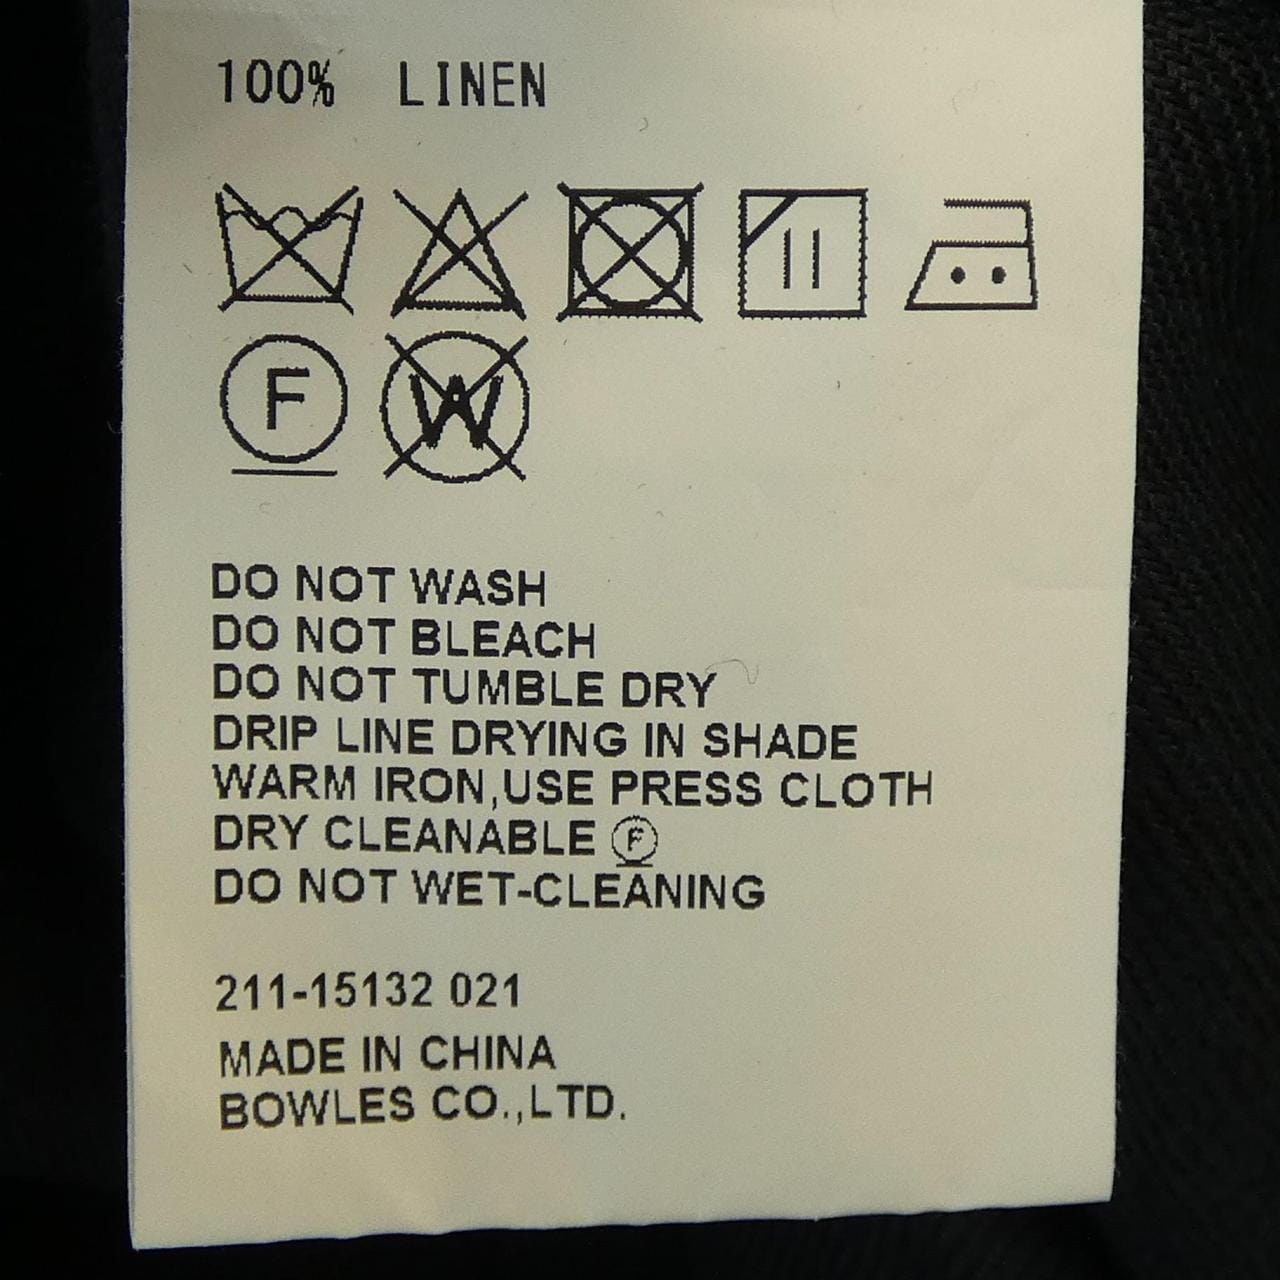 100% LINEN
F W
DO NOT WASH
DO NOT BLEACH
DO NOT TUMBLE DRY
DRIP LINE DRYING IN SHADE
WARM IRON,USE PRESS CLOTH
DRY CLEANABLE Ⓕ
DO NOT WET-CLEANING
211-15132 021
MADE IN CHINA
BOWLES CO.,LTD.